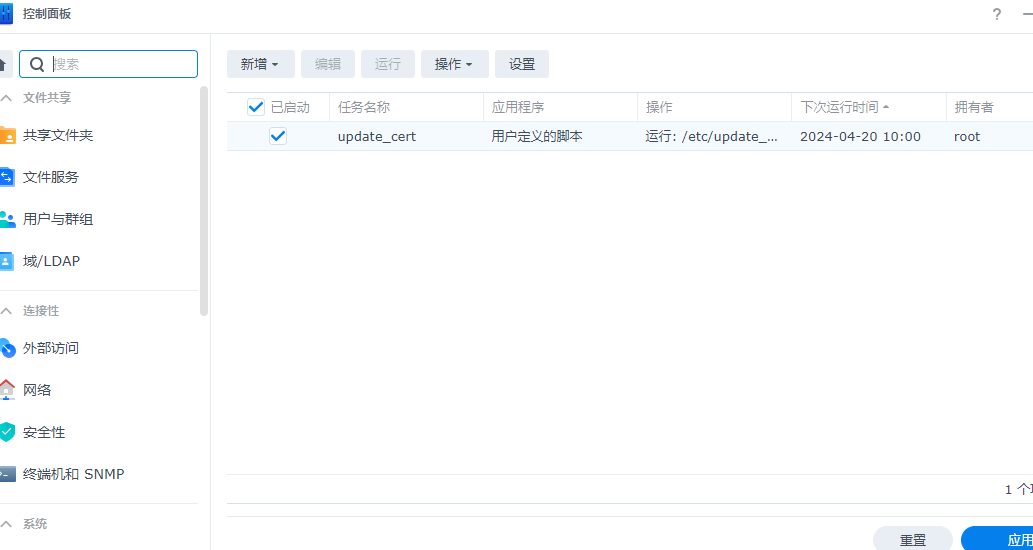 控制面板
?
搜索
文件共享
共享文件夹
文件服务
用户与群组
域/LDAP
连接性
外部访问
网络
安全性
终端机和 SNMP
系统
新增 编辑 运行 操作 设置
已启动 任务名称 应用程序 操作 下次运行时间 拥有者
update_cert 用户定义的脚本 运行: /etc/update_... 2024-04-20 10:00 root
1 个
重置 应用